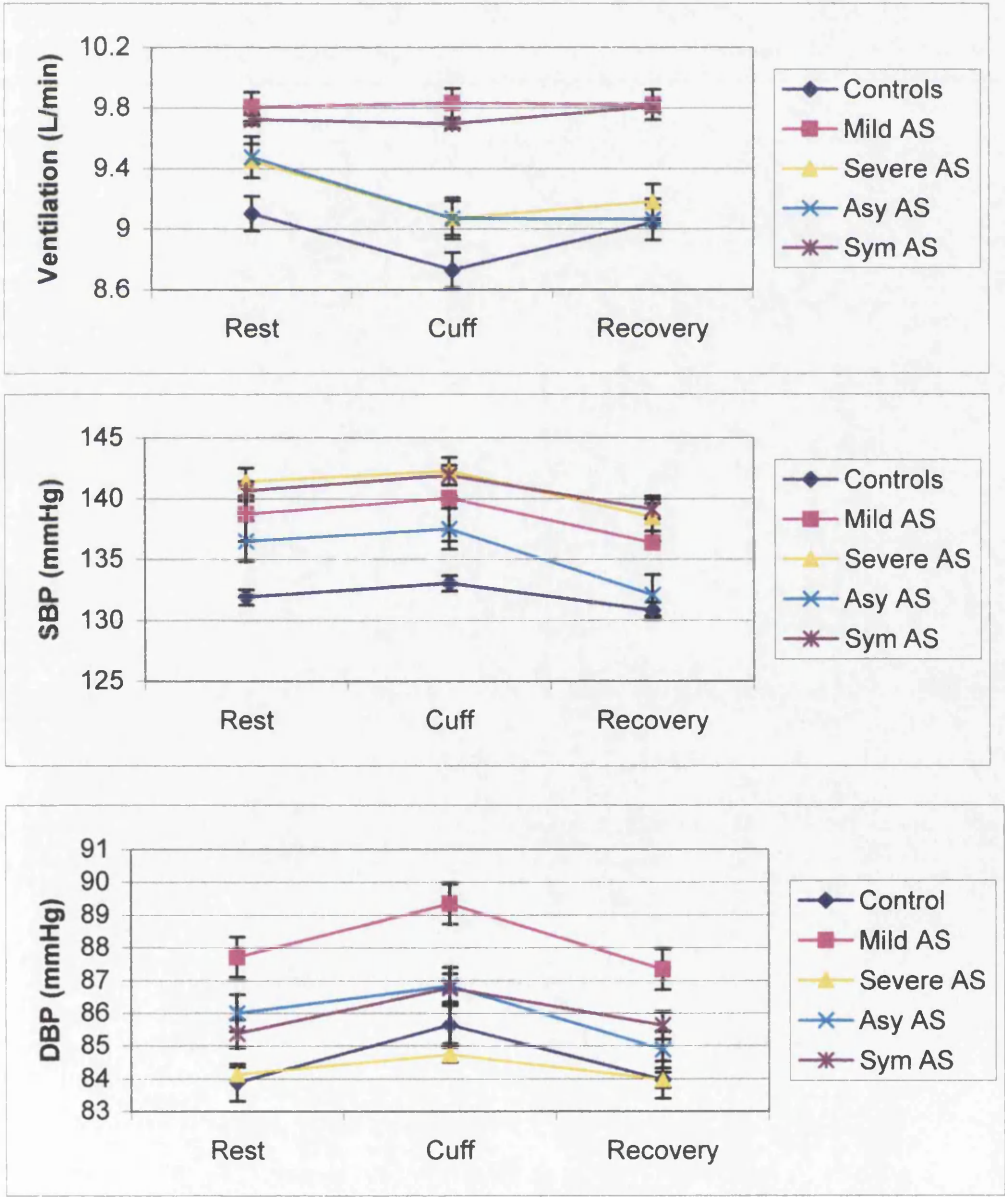 Ventilation (L/min)
10.2
9.8
9.4
9
8.6
Rest Cuff Recovery
Controls
Mild AS
Severe AS
Asy AS
Sym AS
SBP (mmHg)
145
140
135
130
125
Rest Cuff Recovery
Controls
Mild AS
Severe AS
Asy AS
Sym AS
DBP (mmHg)
91
90
89
88
87
86
85
84
83
Rest Cuff Recovery
Control
Mild AS
Severe AS
Asy AS
Sym AS